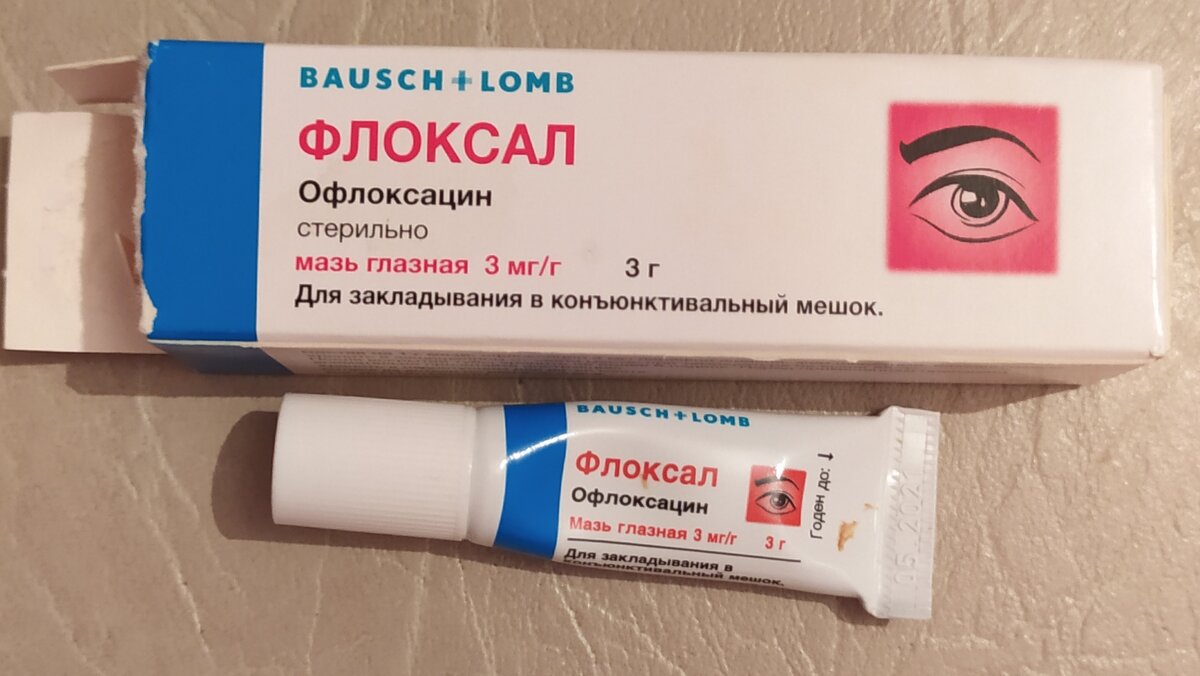 BAUSCH + LOMB
ФЛОКСАЛ
Офлоксацин
стерильно
мазь глазная 3 мг/г 3 г
Для закладывания в конъюнктивальный мешок.
BAUSCH + LOMB
Флоксал
Офлоксацин
Мазь глазная 3 мг/г 3 г
Для закладывания в
конъюнктивальный мешок.
Годен до: